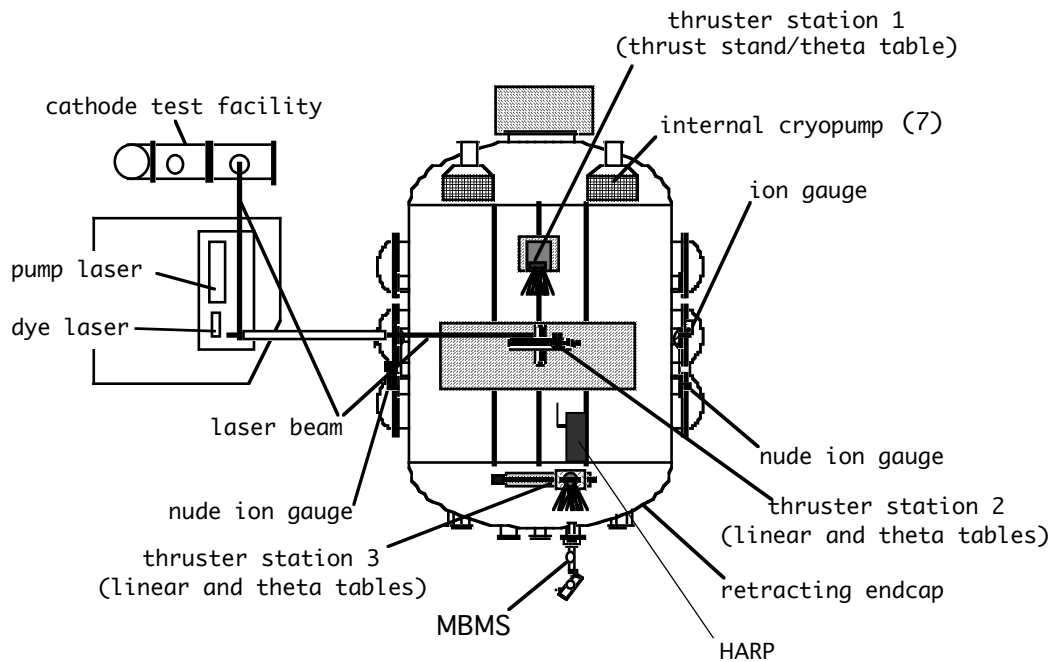 thruster station 1
(thrust stand/theta table)
cathode test facility
internal cryopump (7)
ion gauge
pump laser
dye laser
laser beam
nude ion gauge
nude ion gauge
thruster station 2
(linear and theta tables)
thruster station 3
(linear and theta tables)
retracting endcap
MBMS
HARP